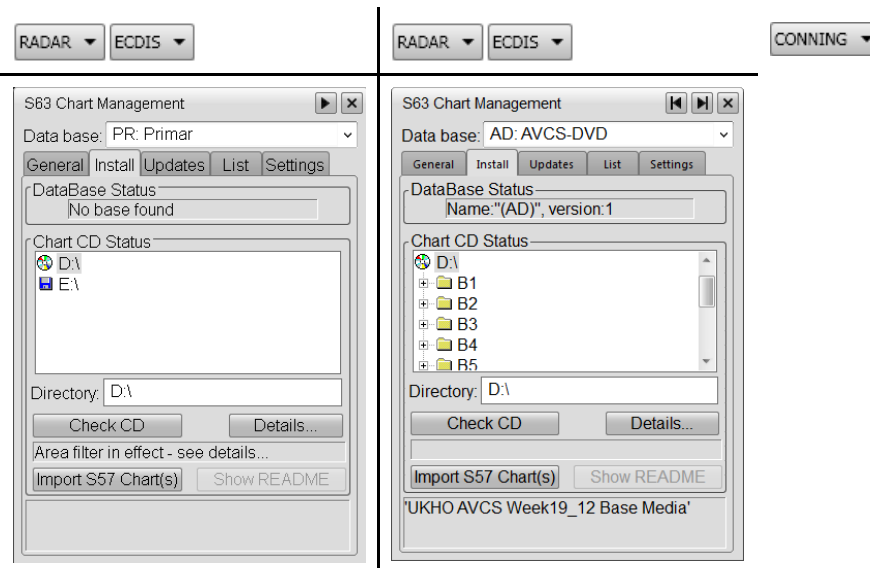 RADAR ECDIS
RADAR ECDIS
CONNING
S63 Chart Management
Data base: PR: Primar
General Install Updates List Settings
DataBase Status
No base found
Chart CD Status
D:\
E:\
Directory: D:\
Check CD Details...
Area filter in effect - see details...
Import S57 Chart(s) Show README
S63 Chart Management
Data base: AD: AVCS-DVD
General Install Updates List Settings
DataBase Status
Name:"(AD)", version:1
Chart CD Status
D:\
B1
B2
B3
B4
B5
Directory: D:\
Check CD Details...
Import S57 Chart(s) Show README
'UKHO AVCS Week19_12 Base Media'